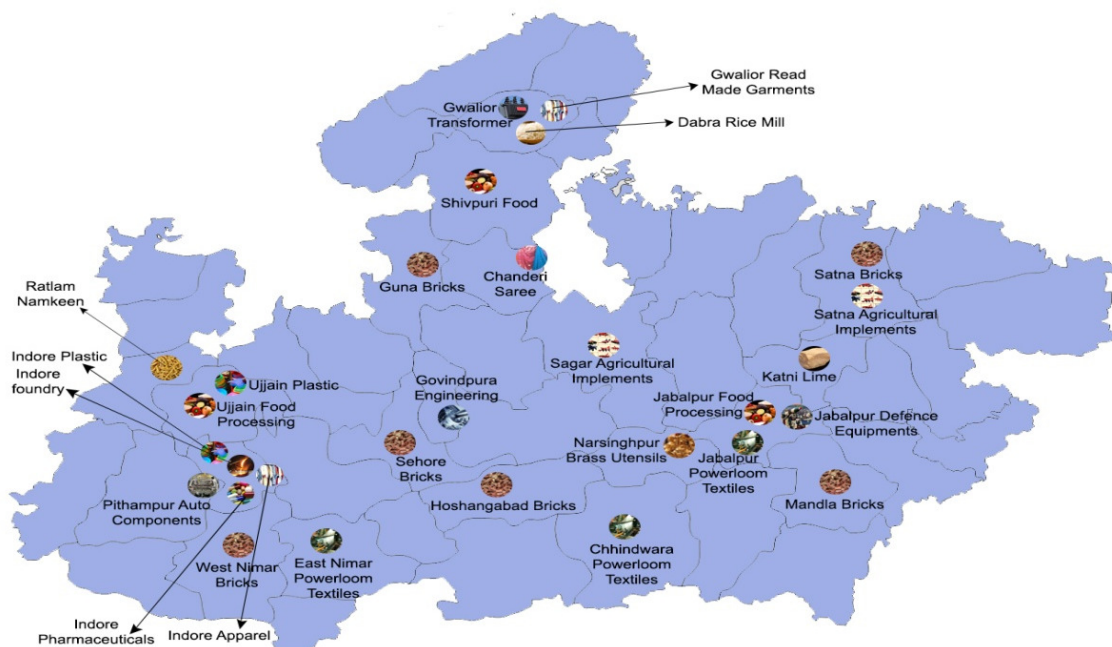 Gwalior Read
Made Garments
Gwalior
Transformer
Dabra Rice Mill
Shivpuri Food
Guna Bricks
Chanderi
Saree
Satna Bricks
Satna Agricultural
Implements
Ratlam
Namkeen
Sagar Agricultural
Implements
Katni Lime
Indore Plastic
Indore
foundry
Ujjain Plastic
Ujjain Food
Processing
Govindpura
Engineering
Jabalpur Food
Processing
Jabalpur Defence
Equipments
Sehore
Bricks
Narsinghpur
Brass Utensils
Jabalpur
Powerloom
Textiles
Pithampur Auto
Components
Hoshangabad Bricks
Mandla Bricks
West Nimar
Bricks
East Nimar
Powerloom
Textiles
Chhindwara
Powerloom
Textiles
Indore
Pharmaceuticals
Indore Apparel